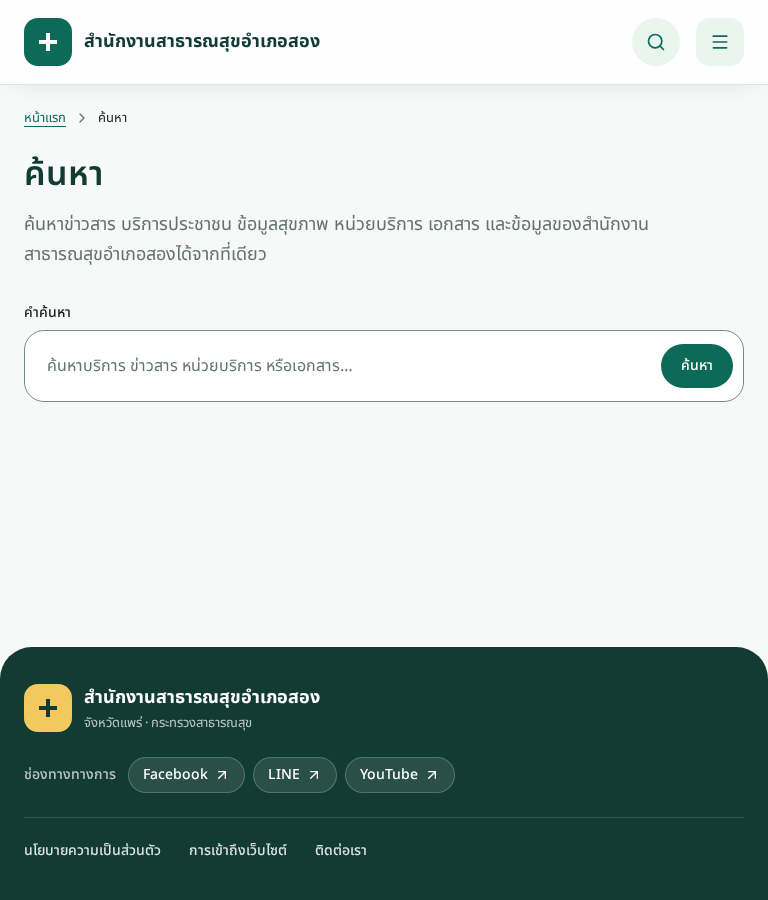 สำนักงานสาธารณสุขอำเภอสอง
หน้าแรก
ค้นหา
ค้นหา
ค้นหาข่าวสาร บริการประชาชน ข้อมูลสุขภาพ หน่วยบริการ เอกสาร และข้อมูลของสำนักงาน
สาธารณสุขอำเภอสองได้จากที่เดียว
คำค้นหา
ค้นหาบริการ ข่าวสาร หน่วยบริการ หรือเอกสาร...
ค้นหา
สำนักงานสาธารณสุขอำเภอสอง
จังหวัดแพร่ · กระทรวงสาธารณสุข
ช่องทางทางการ
Facebook
LINE
YouTube
นโยบายความเป็นส่วนตัว
การเข้าถึงเว็บไซต์
ติดต่อเรา